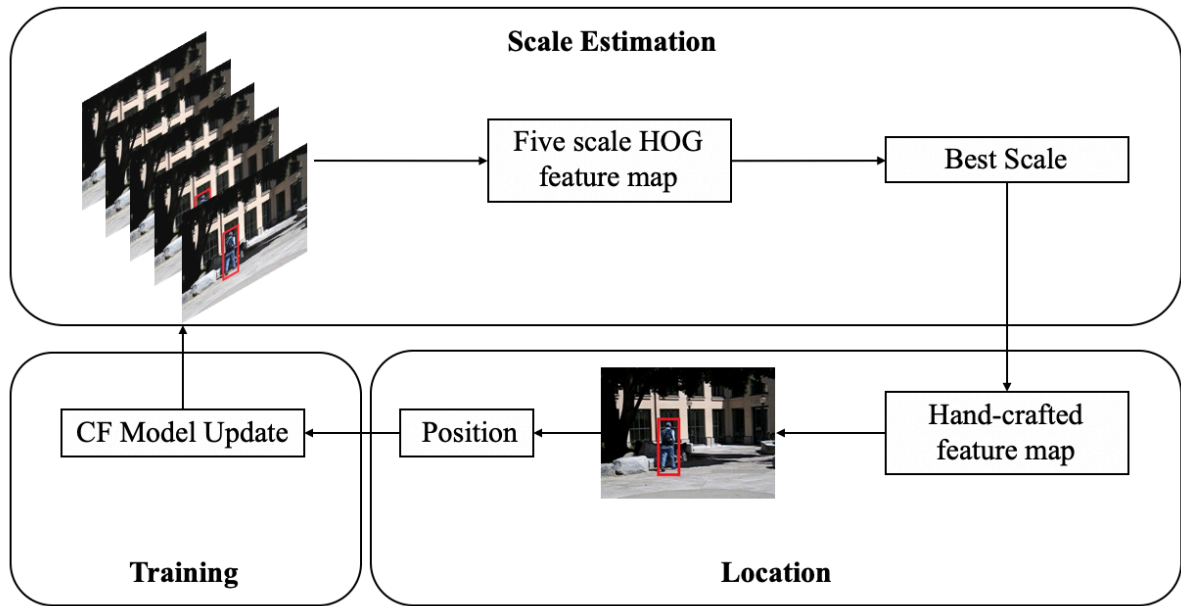 Scale Estimation
Five scale HOG
feature map
Best Scale
CF Model Update
Position
Hand-crafted
feature map
Training
Location